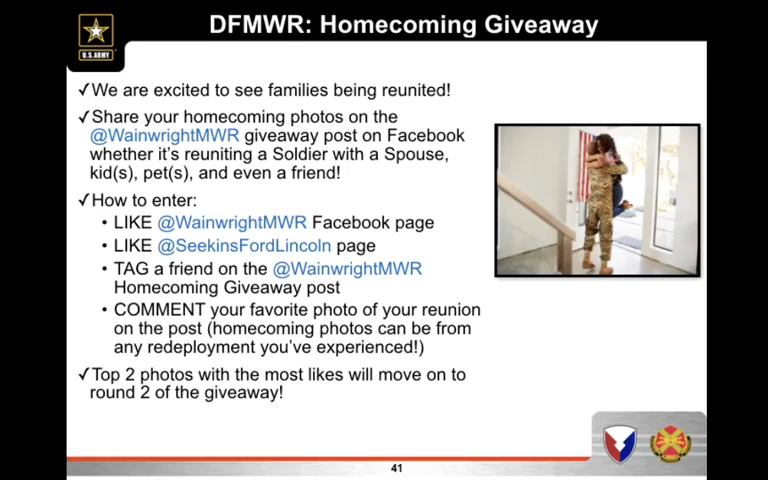 DFMWR: Homecoming Giveaway
U.S.ARMY
✓We are excited to see families being reunited!
✓Share your homecoming photos on the
@WainwrightMWR giveaway post on Facebook
whether it's reuniting a Soldier with a Spouse,
kid(s), pet(s), and even a friend!
✓How to enter:
• LIKE @WainwrightMWR Facebook page
• LIKE @SeekinsFordLincoln page
• TAG a friend on the @WainwrightMWR
Homecoming Giveaway post
• COMMENT your favorite photo of your reunion
on the post (homecoming photos can be from
any redeployment you've experienced!)
✓Top 2 photos with the most likes will move on to
round 2 of the giveaway!
41